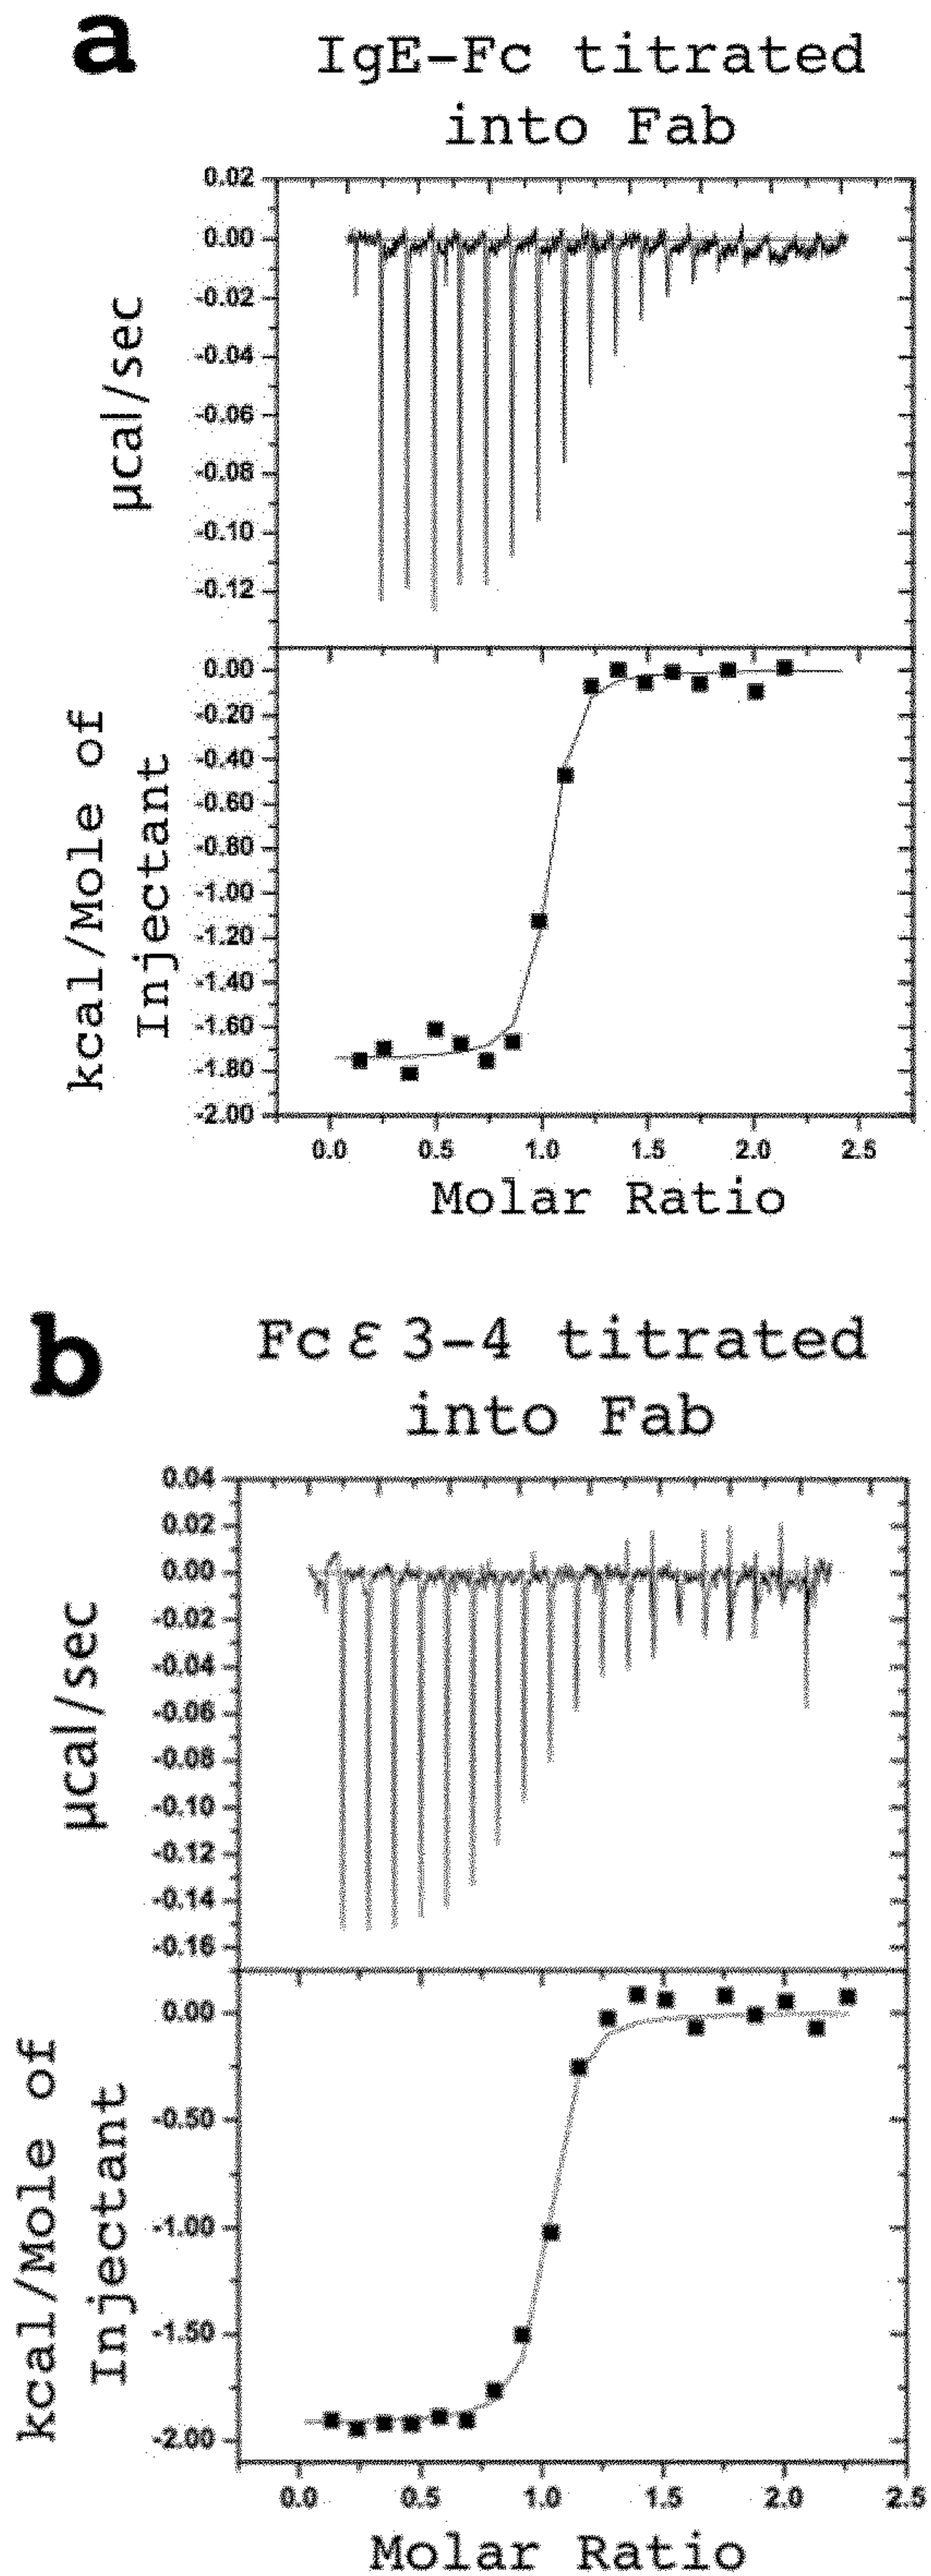 a
IgE-Fc titrated
into Fab
µcal/sec
0.02
0.00
-0.02
-0.04
-0.06
-0.08
-0.10
-0.12
kcal/Mole of
Injectant
0.00
-0.20
-0.40
-0.60
-0.80
-1.00
-1.20
-1.40
-1.60
-1.80
-2.00
0.0 0.5 1.0 1.5 2.0 2.5
Molar Ratio
b
Fcε3-4 titrated
into Fab
µcal/sec
0.04
0.02
0.00
-0.02
-0.04
-0.06
-0.08
-0.10
-0.12
-0.14
-0.16
kcal/Mole of
Injectant
0.00
-0.50
-1.00
-1.50
-2.00
0.0 0.5 1.0 1.5 2.0 2.5
Molar Ratio